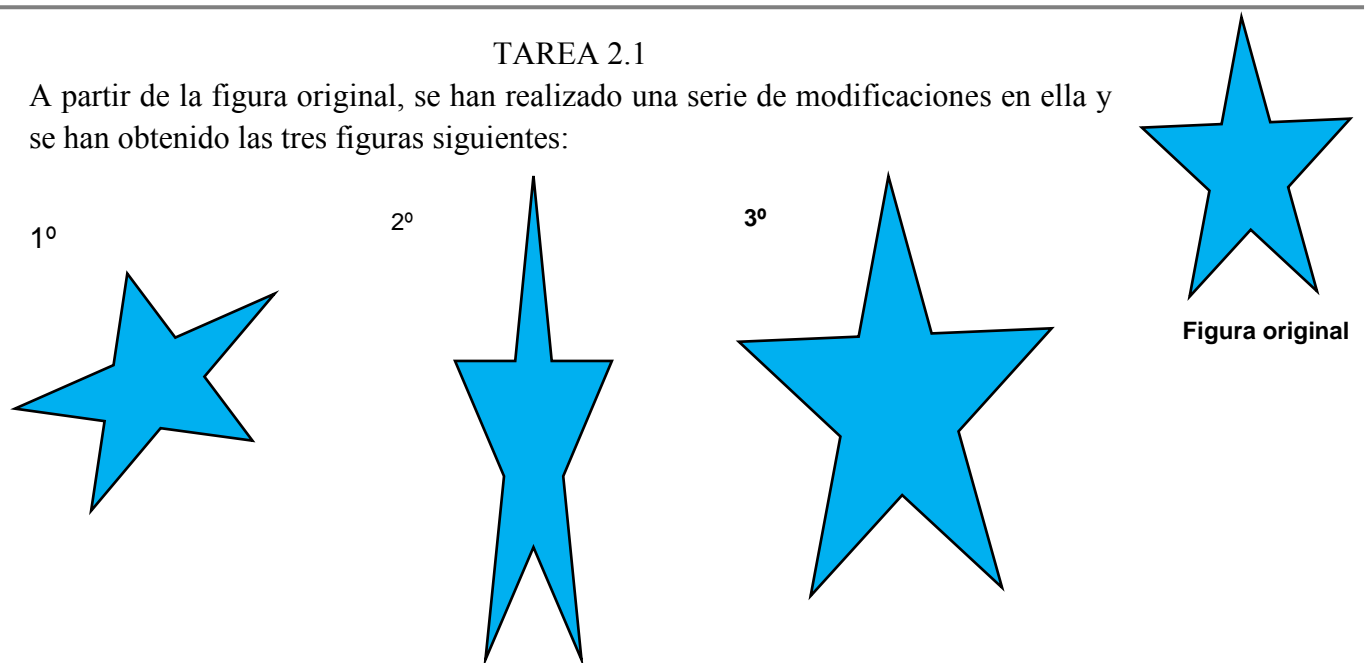 TAREA 2.1
A partir de la figura original, se han realizado una serie de modificaciones en ella y
se han obtenido las tres figuras siguientes:
1º
2º
3º
Figura original